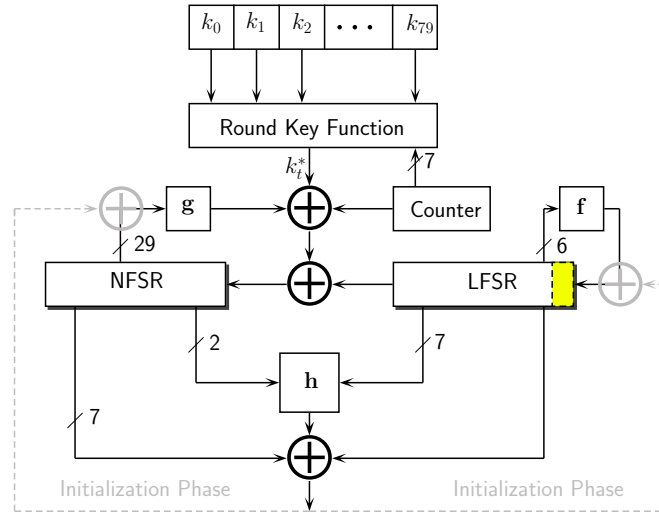 k₀ k₁ k₂ • • • k₇₉
Round Key Function
k*ₜ
7
g
Counter
f
29
6
NFSR
LFSR
2
7
h
7
Initialization Phase
Initialization Phase